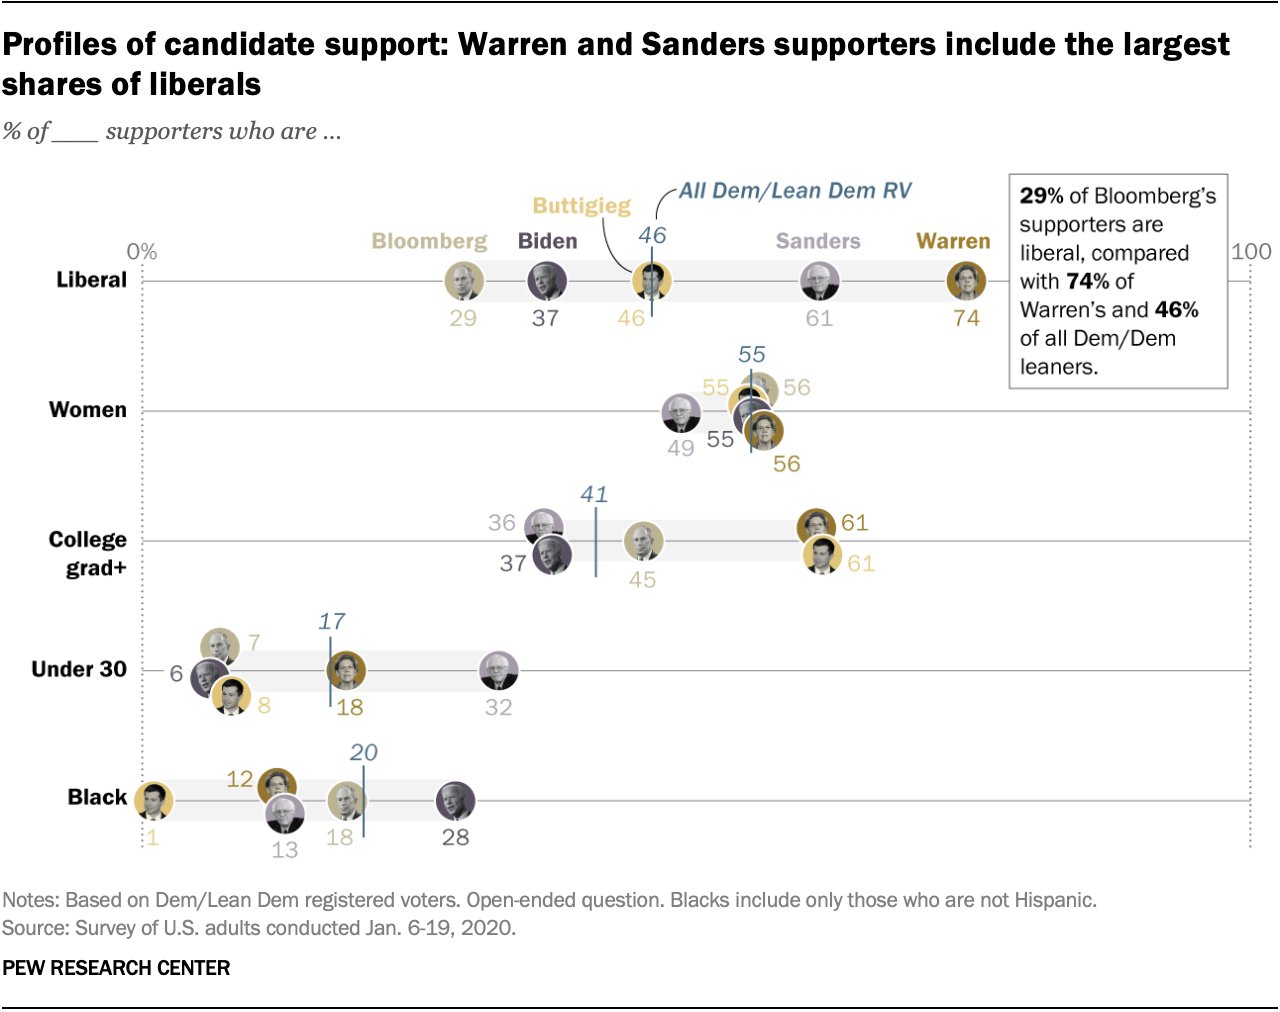 Profiles of candidate support: Warren and Sanders supporters include the largest
shares of liberals
% of ___ supporters who are ...
All Dem/Lean Dem RV
Buttigieg
Bloomberg Biden 46 Sanders Warren
0% 100
Liberal
29 37 46 61 74
29% of Bloomberg's
supporters are
liberal, compared
with 74% of
Warren's and 46%
of all Dem/Dem
leaners.
55
55 56
Women
49 55 56
41
36 61
College
grad+
37 45 61
17
7
Under 30
6
8 18 32
20
12
Black
1 13 18 28
Notes: Based on Dem/Lean Dem registered voters. Open-ended question. Blacks include only those who are not Hispanic.
Source: Survey of U.S. adults conducted Jan. 6-19, 2020.
PEW RESEARCH CENTER